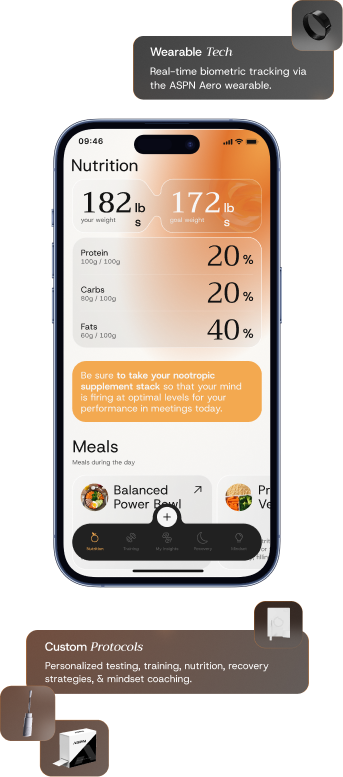 Wearable Tech
Real-time biometric tracking via
the ASPN Aero wearable.
09:46
Nutrition
182 lb
s
your weight
172 lb
s
goal weight
Protein
100g / 100g
20 %
Carbs
80g / 100g
20 %
Fats
60g / 100g
40 %
Be sure to take your nootropic
supplement stack so that your mind
is firing at optimal levels for your
performance in meetings today.
Meals
Meals during the day
Balanced
Power Bowl
Pr
Ve
Nutrition
Training
My Insights
Recovery
Mindset
Custom Protocols
Personalized testing, training, nutrition, recovery
strategies, & mindset coaching.